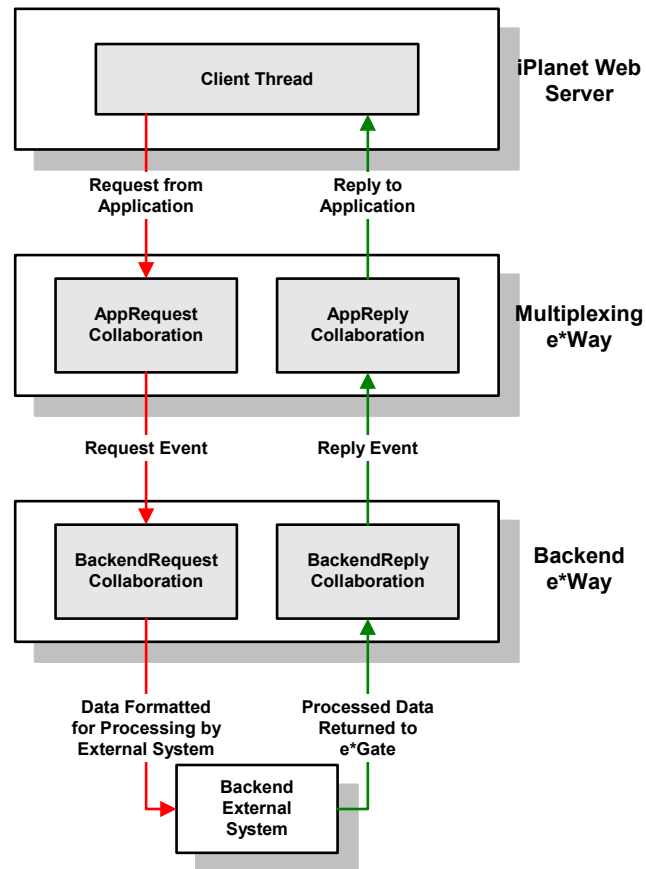 Client Thread
iPlanet Web
Server
Request from
Application
Reply to
Application
AppRequest
Collaboration
AppReply
Collaboration
Multiplexing
e*Way
Request Event
Reply Event
BackendRequest
Collaboration
BackendReply
Collaboration
Backend
e*Way
Data Formatted
for Processing by
External System
Processed Data
Returned to
e*Gate
Backend
External
System